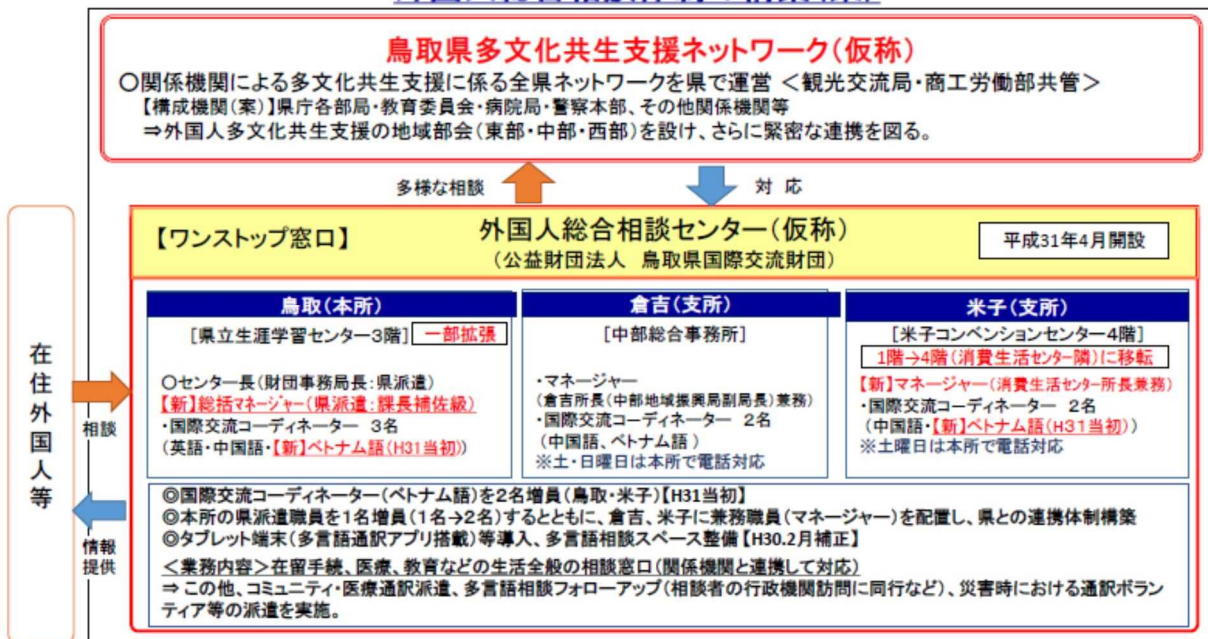 鳥取県多文化共生支援ネットワーク(仮称)
○関係機関による多文化共生支援に係る全県ネットワークを県で運営 <観光交流局・商工労働部共管>
【構成機関(案)】県庁各部局・教育委員会・病院局・警察本部、その他関係機関等
⇒外国人多文化共生支援の地域部会(東部・中部・西部)を設け、さらに緊密な連携を図る。
多様な相談
対 応
【ワンストップ窓口】
外国人総合相談センター(仮称)
(公益財団法人 鳥取県国際交流財団)
平成31年4月開設
在住外国人等
相談
情報
提供
鳥取(本所)
[県立生涯学習センター3階]
一部拡張
○センター長(財団事務局長:県派遣)
【新】総括マネージャー(県派遣:課長補佐級)
・国際交流コーディネーター 3名
(英語・中国語・【新】ベトナム語(H31当初))
倉吉(支所)
[中部総合事務所]
・マネージャー
(倉吉所長(中部地域振興局副局長)兼務)
・国際交流コーディネーター 2名
(中国語、ベトナム語)
※土・日曜日は本所で電話対応
米子(支所)
[米子コンベンションセンター4階]
1階→4階(消費生活センター隣)に移転
【新】マネージャー(消費生活センター所長兼務)
・国際交流コーディネーター 2名
(中国語・【新】ベトナム語(H31当初))
※土曜日は本所で電話対応
◎国際交流コーディネーター(ベトナム語)を2名増員(鳥取・米子)【H31当初】
◎本所の県派遣職員を1名増員(1名→2名)するとともに、倉吉、米子に兼務職員(マネージャー)を配置し、県との連携体制構築
◎タブレット端末(多言語通訳アプリ搭載)等導入、多言語相談スペース整備【H30.2月補正】
<業務内容>在留手続、医療、教育などの生活全般の相談窓口(関係機関と連携して対応)
⇒ この他、コミュニティ・医療通訳派遣、多言語相談フォローアップ(相談者の行政機関訪問に同行など)、災害時における通訳ボラン
ティア等の派遣を実施。